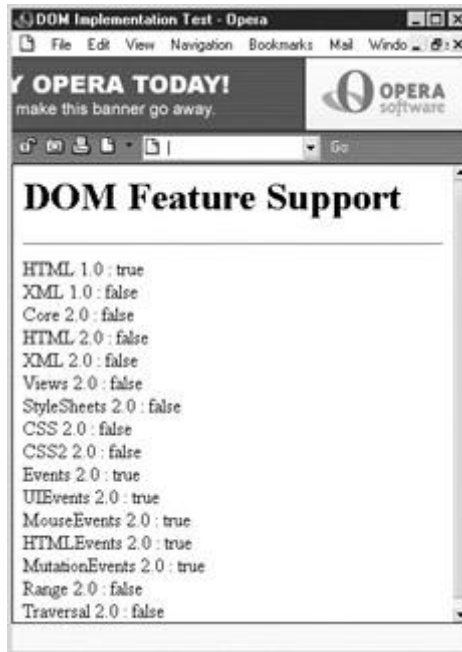 DOM Implementation Test - Opera
File Edit View Navigation Bookmarks Mail Windo
Y OPERA TODAY!
make this banner go away.
OPERA
software
Go
DOM Feature Support
HTML 1.0 : true
XML 1.0 : false
Core 2.0 : false
HTML 2.0 : false
XML 2.0 : false
Views 2.0 : false
StyleSheets 2.0 : false
CSS 2.0 : false
CSS2 2.0 : false
Events 2.0 : true
UIEvents 2.0 : true
MouseEvents 2.0 : true
HTMLEvents 2.0 : true
MutationEvents 2.0 : true
Range 2.0 : false
Traversal 2.0 : false